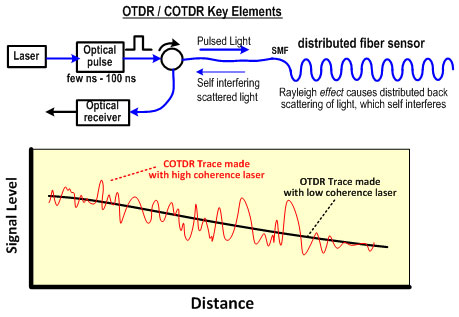 OTDR / COTDR Key Elements
Laser
Optical
pulse
few ns - 100 ns
Pulsed Light
Self interfering
scattered light
SMF
distributed fiber sensor
Rayleigh effect causes distributed back
scattering of light, which self interferes
Optical
receiver
COTDR Trace made
with high coherence laser
OTDR Trace made
with low coherence laser
Signal Level
Distance